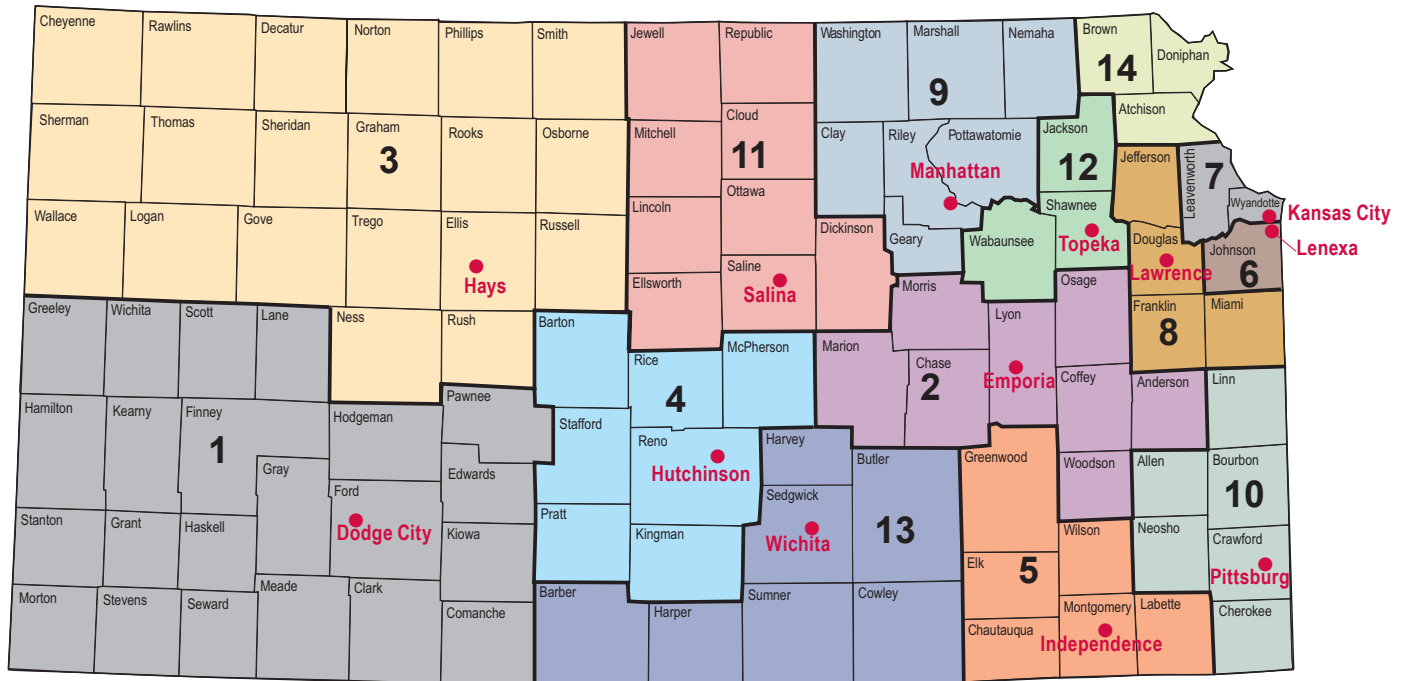 Cheyenne
Rawlins
Decatur
Norton
Phillips
Smith
Jewell
Republic
Washington
Marshall
Nemaha
Brown
Doniphan
14
9
Atchison
Sherman
Thomas
Sheridan
Graham
Rooks
Osborne
Mitchell
Cloud
Clay
Riley
Pottawatomie
Jackson
Jefferson
Leavenworth
3
11
12
7
Manhattan
Ottawa
Lincoln
Shawnee
Wyandotte
Kansas City
Wallace
Logan
Gove
Trego
Ellis
Russell
Dickinson
Geary
Wabaunsee
Topeka
Douglas
Johnson
Lenexa
Hays
Ellsworth
Saline
Salina
Lawrence
6
Morris
Osage
Greeley
Wichita
Scott
Lane
Ness
Rush
Barton
Lyon
Franklin
Miami
8
Rice
McPherson
Marion
Chase
Emporia
Coffey
Anderson
Linn
4
2
Hamilton
Kearny
Finney
Hodgeman
Pawnee
Stafford
Reno
Harvey
Butler
Greenwood
Woodson
Allen
Bourbon
1
Gray
Edwards
Hutchinson
Ford
Sedgwick
10
Stanton
Grant
Haskell
Dodge City
Kiowa
Pratt
Kingman
Wichita
13
Wilson
Neosho
Crawford
Elk
5
Pittsburg
Morton
Stevens
Seward
Meade
Clark
Comanche
Barber
Harper
Sumner
Cowley
Chautauqua
Montgomery
Labette
Cherokee
Independence